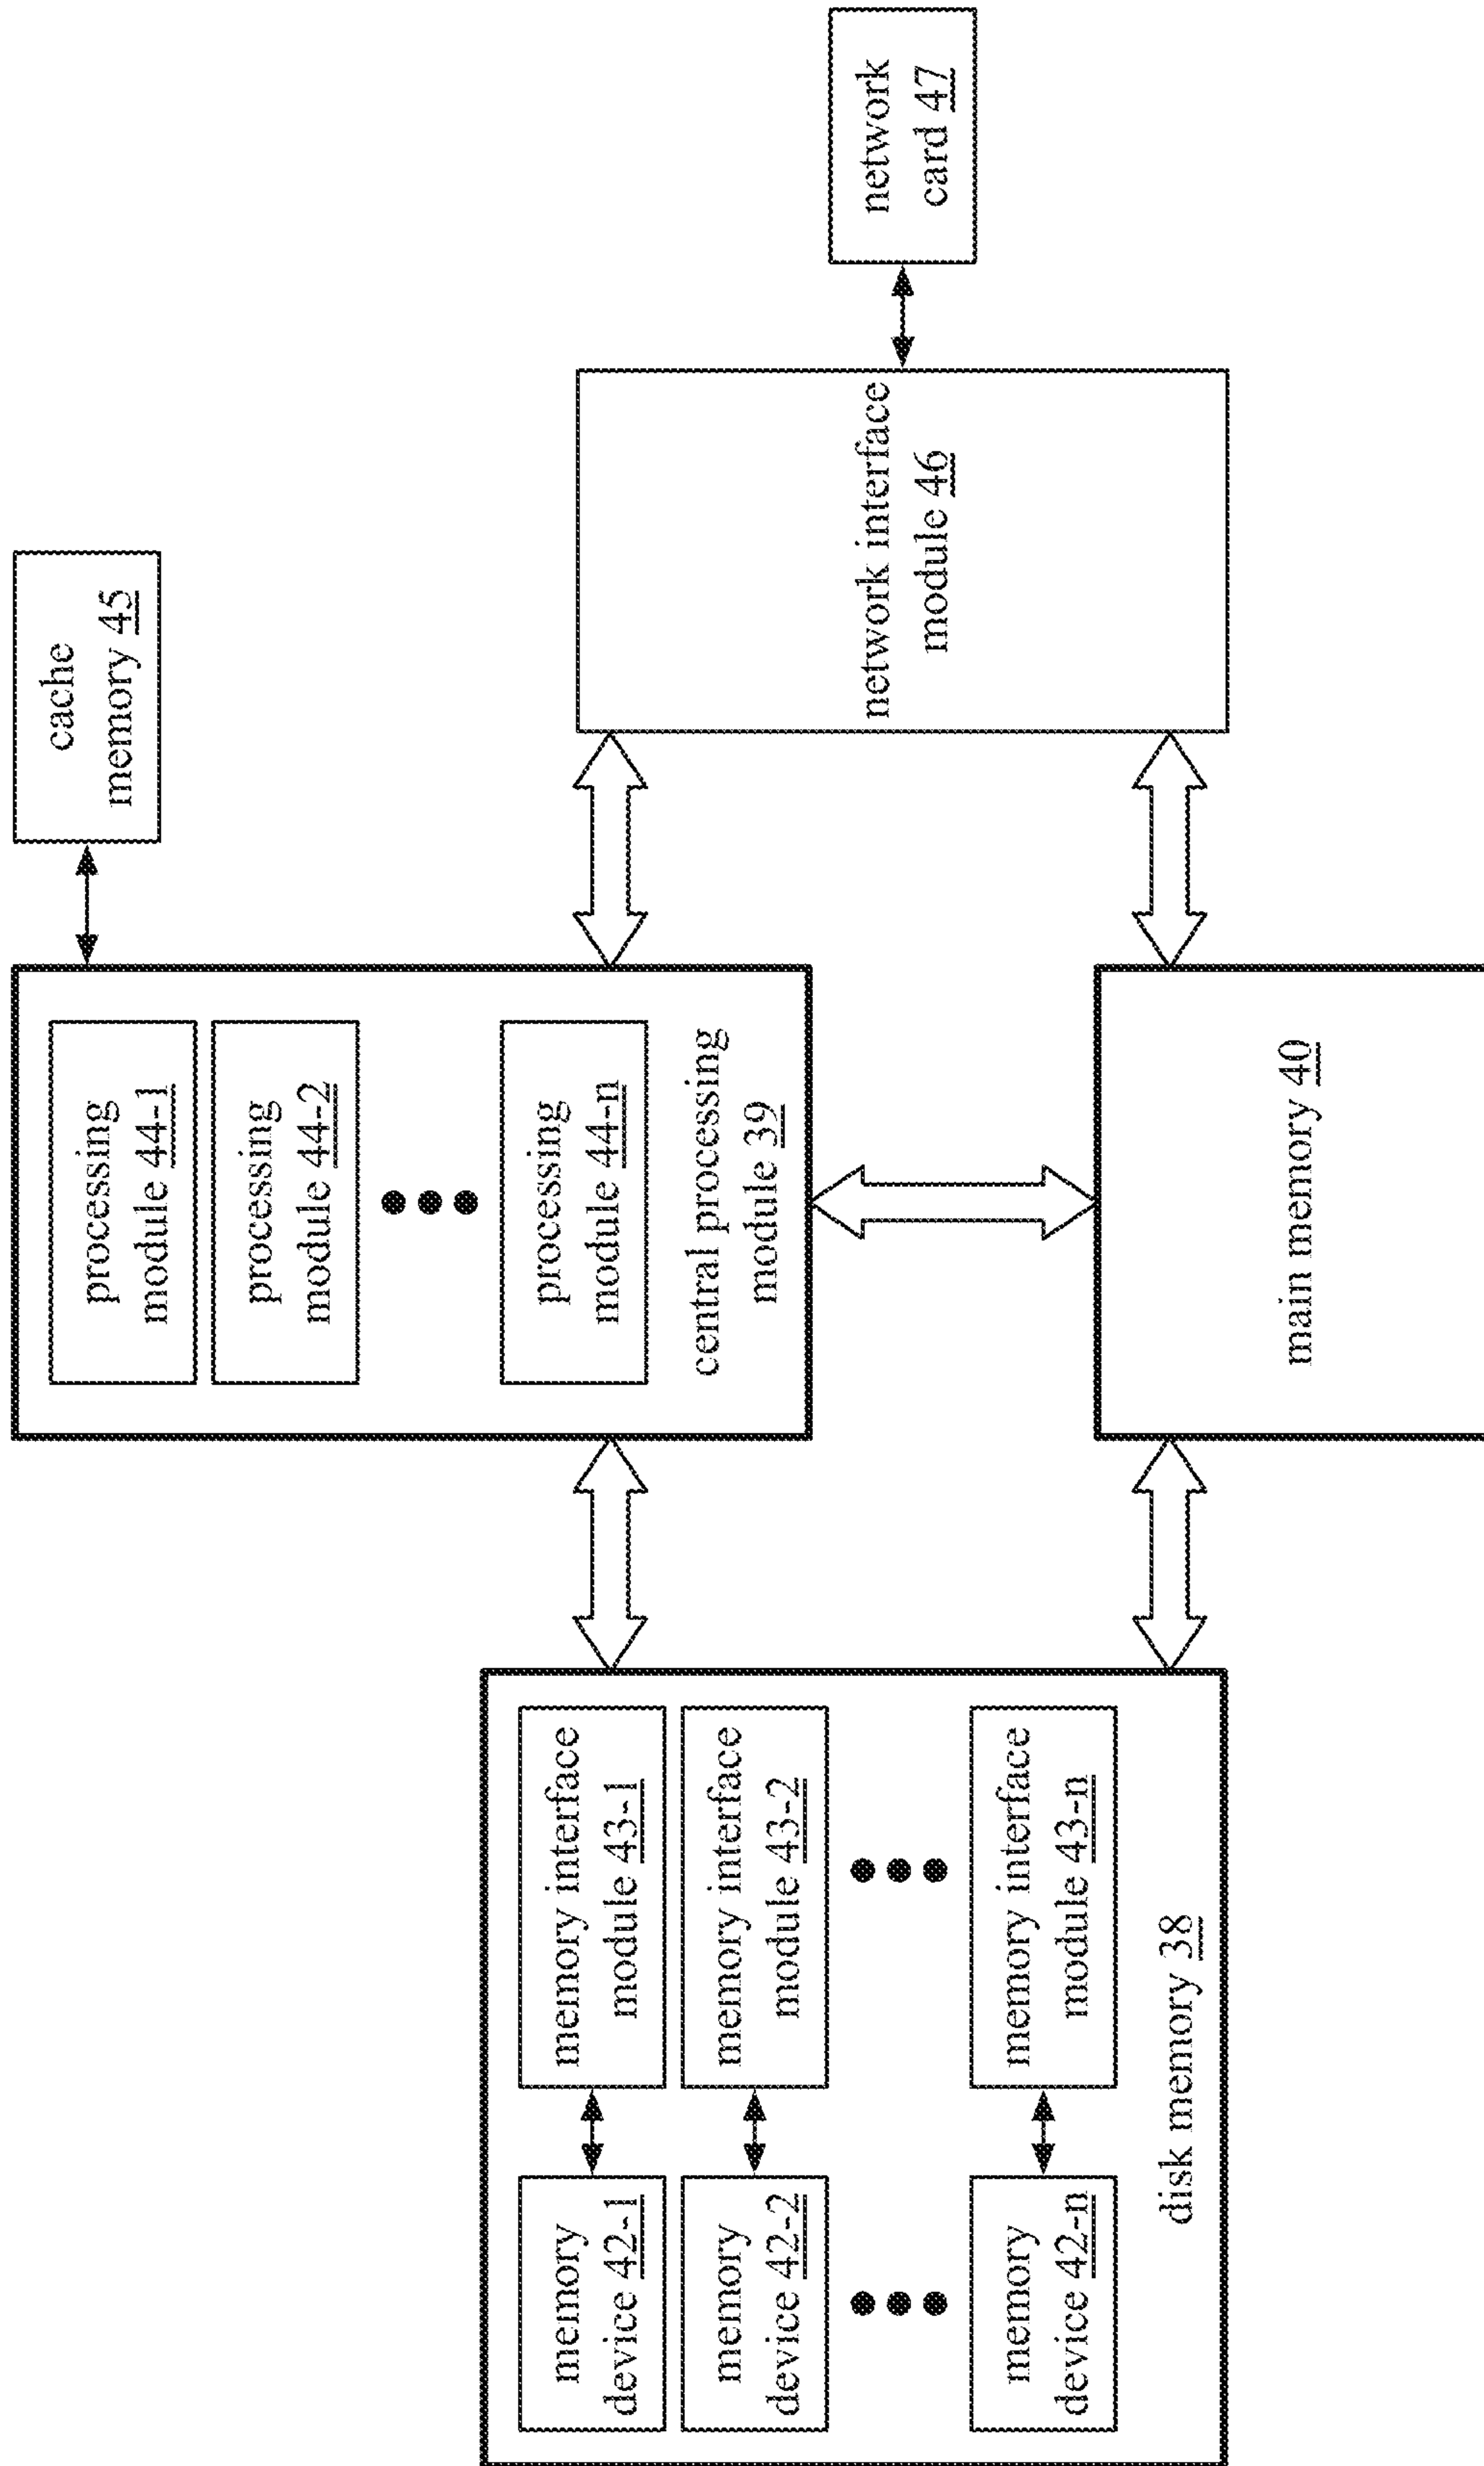 memory
device 42-1
memory interface
module 43-1
memory
device 42-2
memory interface
module 43-2
memory
device 42-n
memory interface
module 43-n
disk memory 38
processing
module 44-1
processing
module 44-2
processing
module 44-n
central processing
module 39
main memory 40
cache
memory 45
network interface
module 46
network
card 47